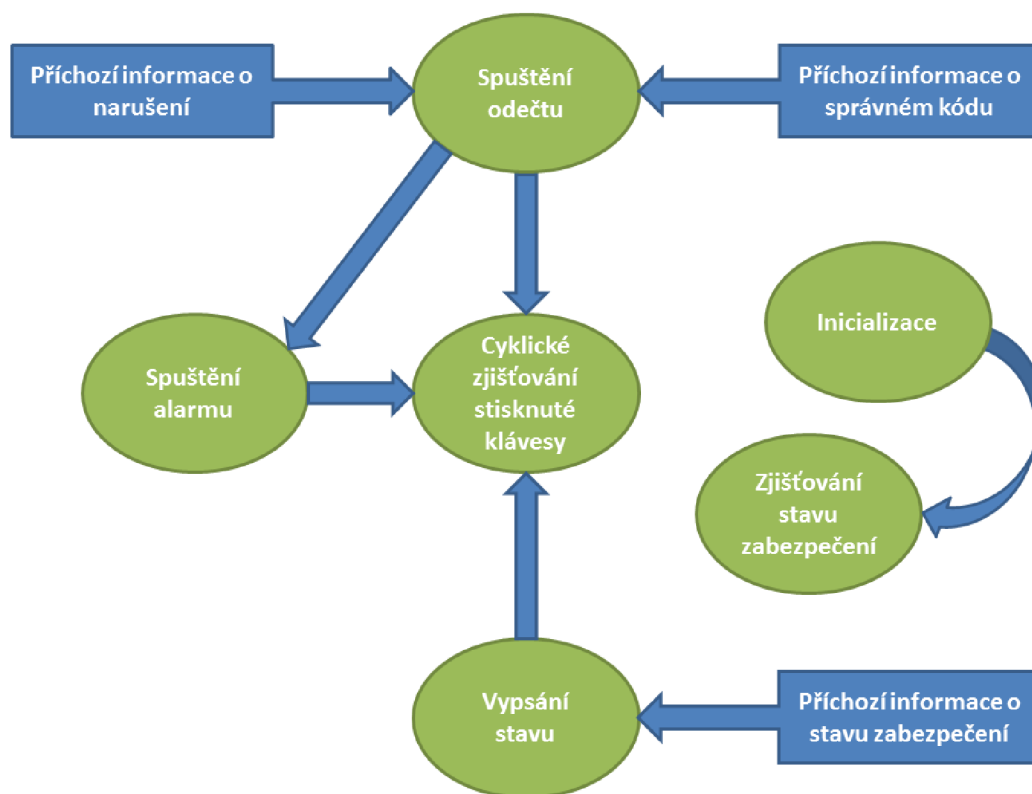 Příchozí informace o
narušení
Spuštění
odečtu
Příchozí informace o
správném kódu
Inicializace
Spuštění
alarmu
Cyklické
zjišťování
stisknuté
klávesy
Zjišťování
stavu
zabezpečení
Vypsání
stavu
Příchozí informace o
stavu zabezpečení